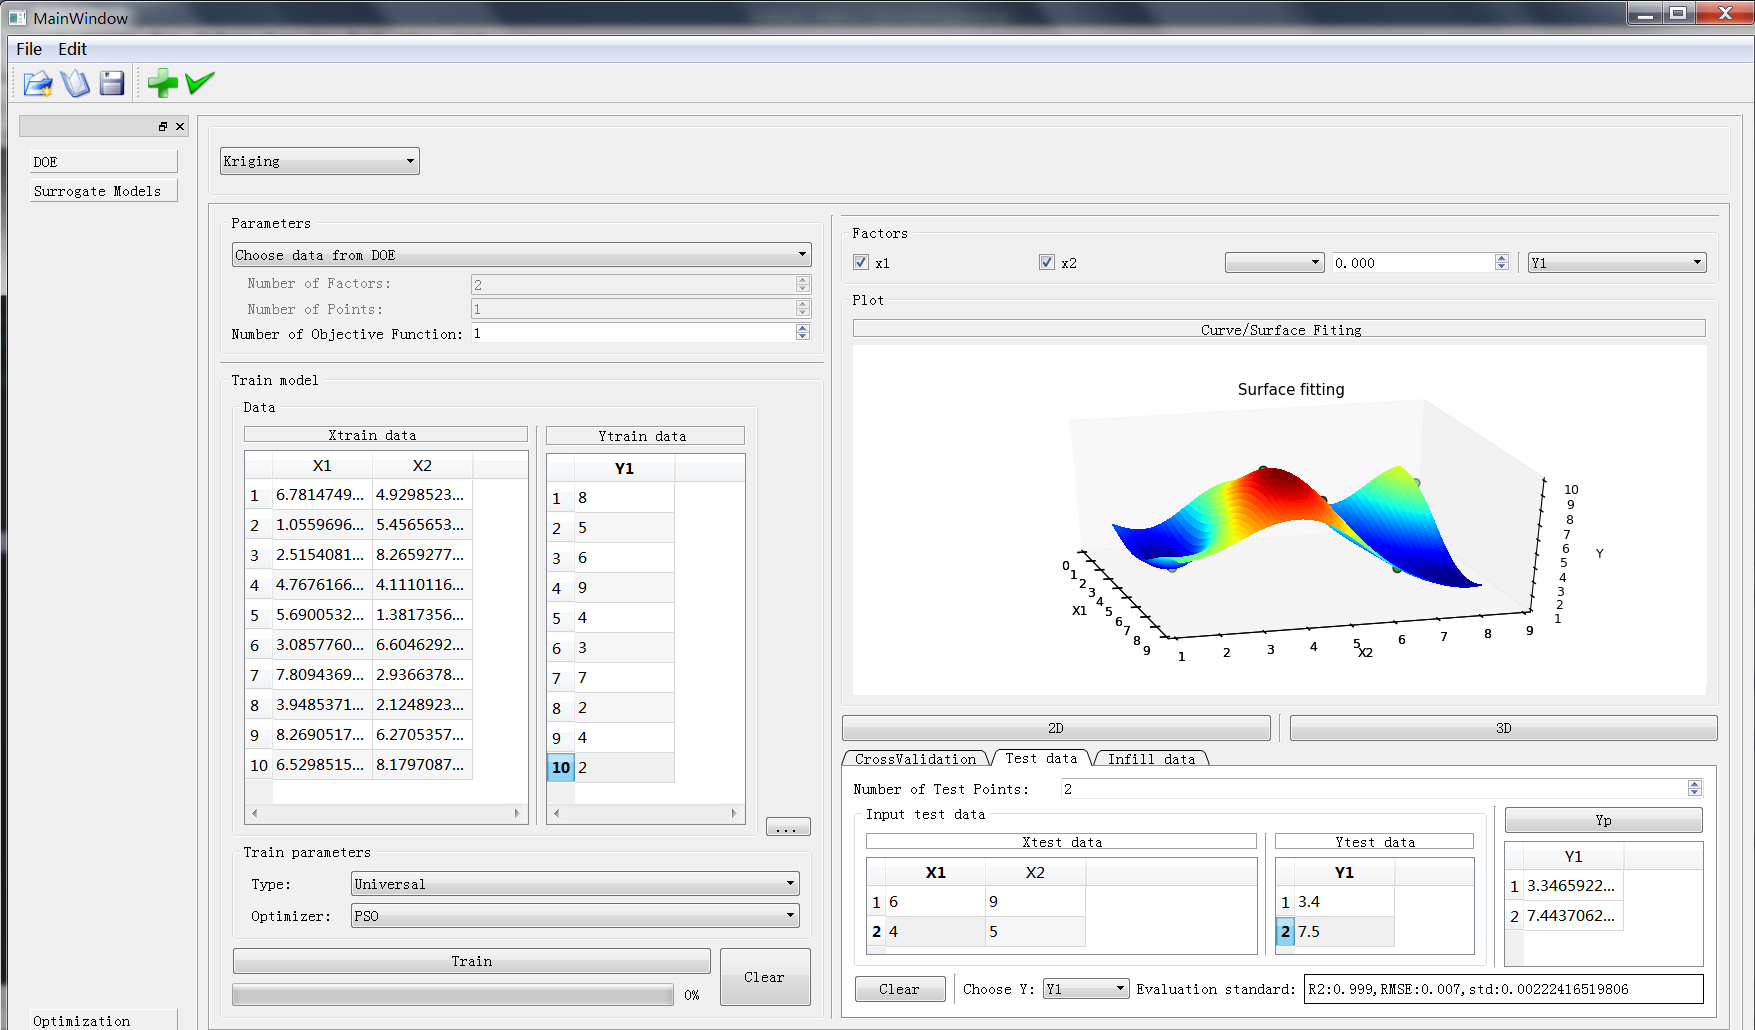 MainWindow
File Edit
DOE
Surrogate Models
Optimization
Kriging
Parameters
Choose data from DOE
Number of Factors: 2
Number of Points: 1
Number of Objective Function: 1
Train model
Data
Xtrain data
X1 X2
1 6.7814749... 4.9298523...
2 1.0559696... 5.4565653...
3 2.5154081... 8.2659277...
4 4.7676166... 4.1110116...
5 5.6900532... 1.3817356...
6 3.0857760... 6.6046292...
7 7.8094369... 2.9366378...
8 3.9485371... 2.1248923...
9 8.2690517... 6.2705357...
10 6.5298515... 8.1797087...
Ytrain data
Y1
1 8
2 5
3 6
4 9
5 4
6 3
7 7
8 2
9 4
10 2
...
Train parameters
Type: Universal
Optimizer: PSO
Train
0%
Clear
Factors
x1 x2 0.000 Y1
Plot
Curve/Surface Fiting
Surface fitting
0 1 2 3 4 5 6 7 8 9
X1
1 2 3 4 5 6 7 8 9
X2
10
9
8
7
6
5
4
3
2
1
Y
2D 3D
CrossValidation Test data Infill data
Number of Test Points: 2
Input test data
Xtest data
X1 X2
1 6 9
2 4 5
Ytest data
Y1
1 3.4
2 7.5
Yp
Y1
1 3.3465922...
2 7.4437062...
Clear Choose Y: Y1 Evaluation standard: R2:0.999,RMSE:0.007,std:0.00222416519806